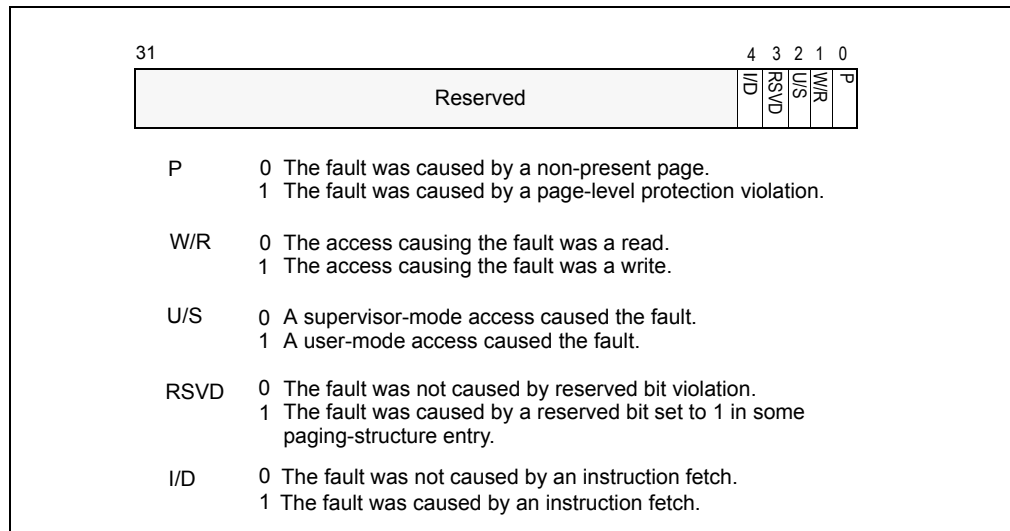 31 4 3 2 1 0
Reserved I/D RSVD U/S W/R P
P 0 The fault was caused by a non-present page.
1 The fault was caused by a page-level protection violation.
W/R 0 The access causing the fault was a read.
1 The access causing the fault was a write.
U/S 0 A supervisor-mode access caused the fault.
1 A user-mode access caused the fault.
RSVD 0 The fault was not caused by reserved bit violation.
1 The fault was caused by a reserved bit set to 1 in some
paging-structure entry.
I/D 0 The fault was not caused by an instruction fetch.
1 The fault was caused by an instruction fetch.